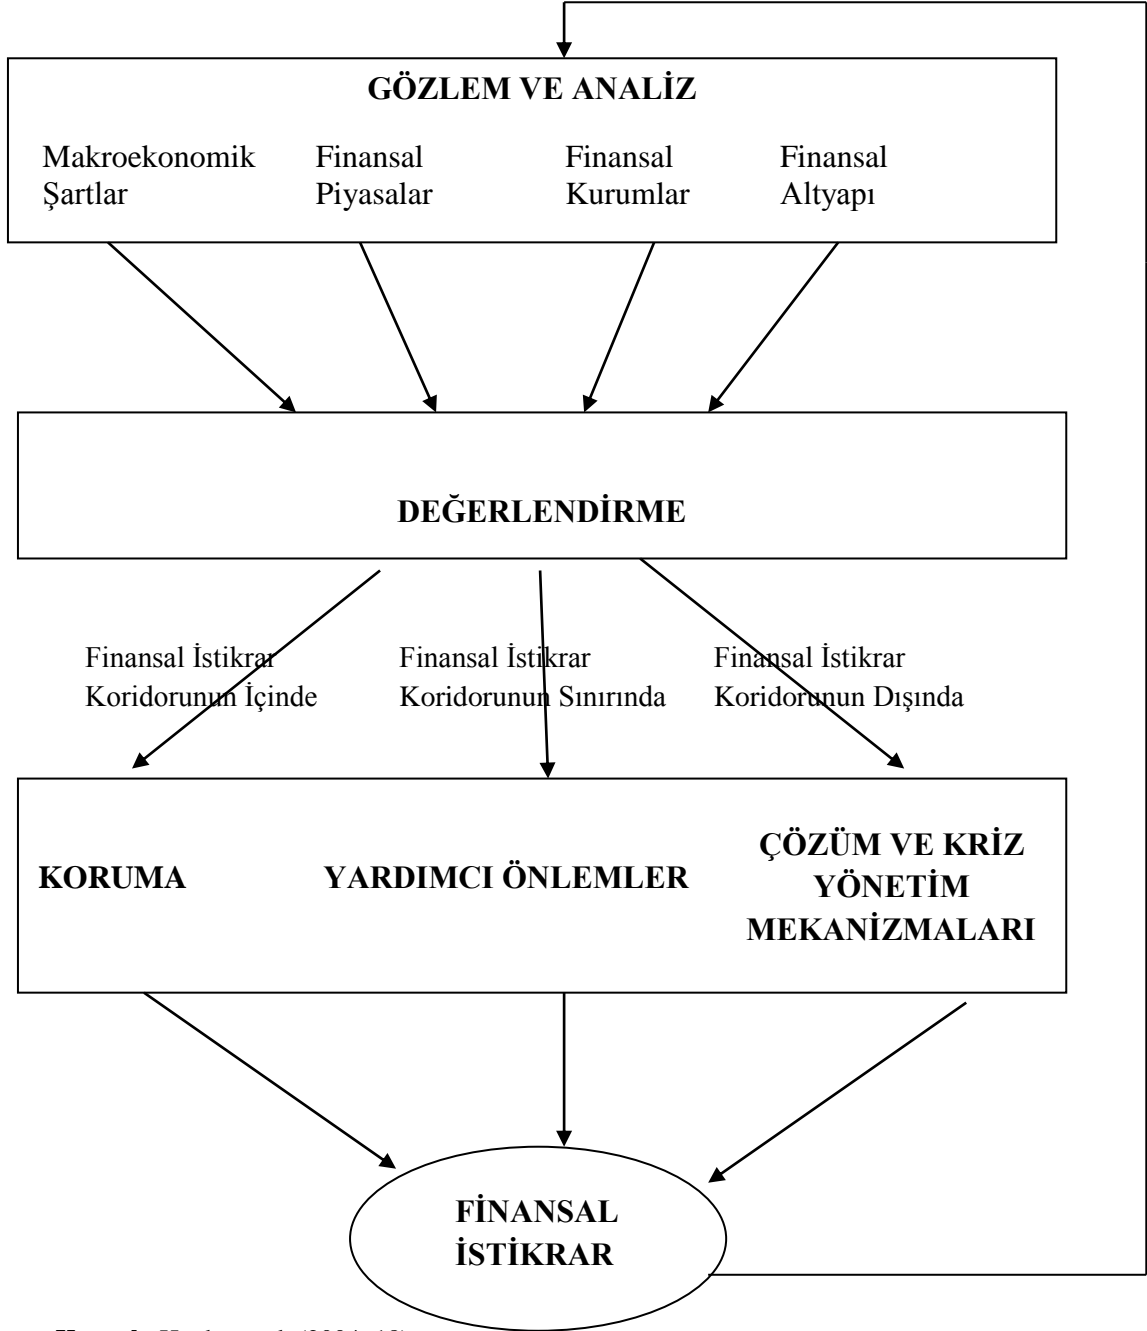 GÖZLEM VE ANALİZ
Makroekonomik Şartlar
Finansal Piyasalar
Finansal Kurumlar
Finansal Altyapı
DEĞERLENDİRME
Finansal İstikrar
Koridorunun İçinde
Finansal İstikrar
Koridorunun Sınırında
Finansal İstikrar
Koridorunun Dışında
KORUMA
YARDIMCI ÖNLEMLER
ÇÖZÜM VE KRİZ
YÖNETİM
MEKANİZMALARI
FİNANSAL
İSTİKRAR